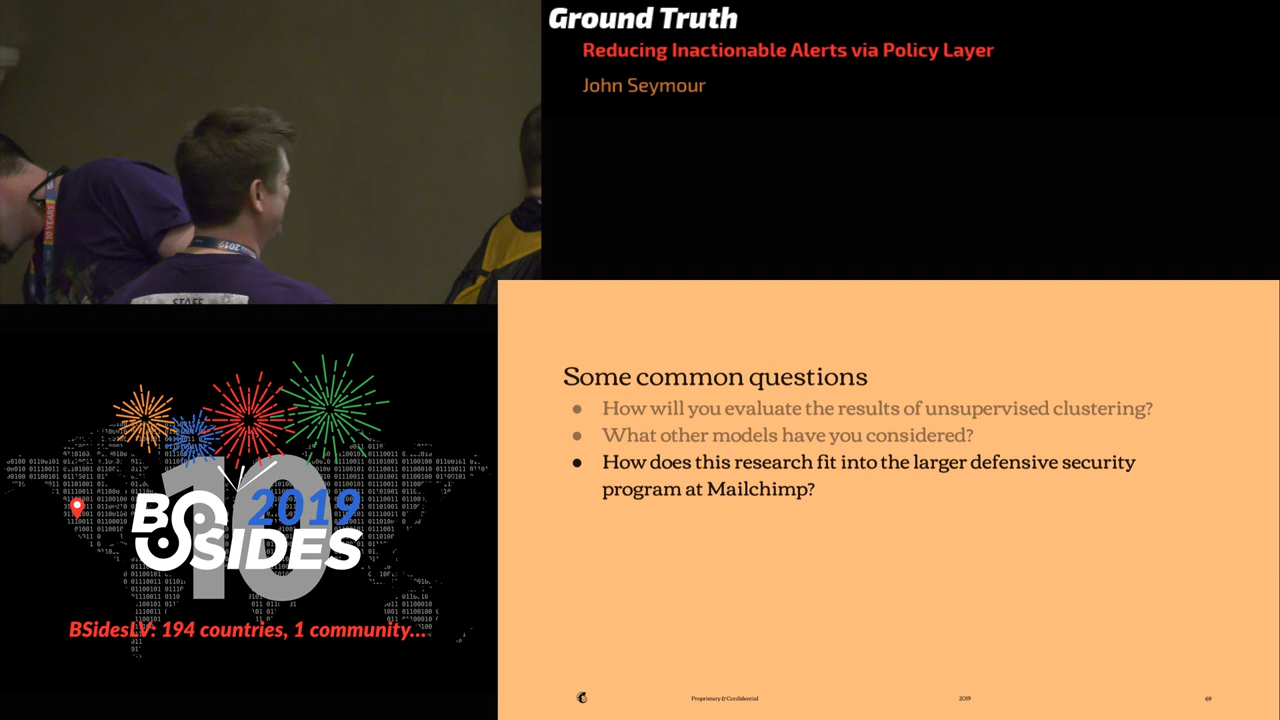 Ground Truth
Reducing Inactionable Alerts via Policy Layer
John Seymour
STAFF
2019
10
BSIDES
BSidesLV: 194 countries, 1 community...
Some common questions
● How will you evaluate the results of unsupervised clustering?
● What other models have you considered?
● How does this research fit into the larger defensive security
program at Mailchimp?
Proprietary & Confidential
2019
69